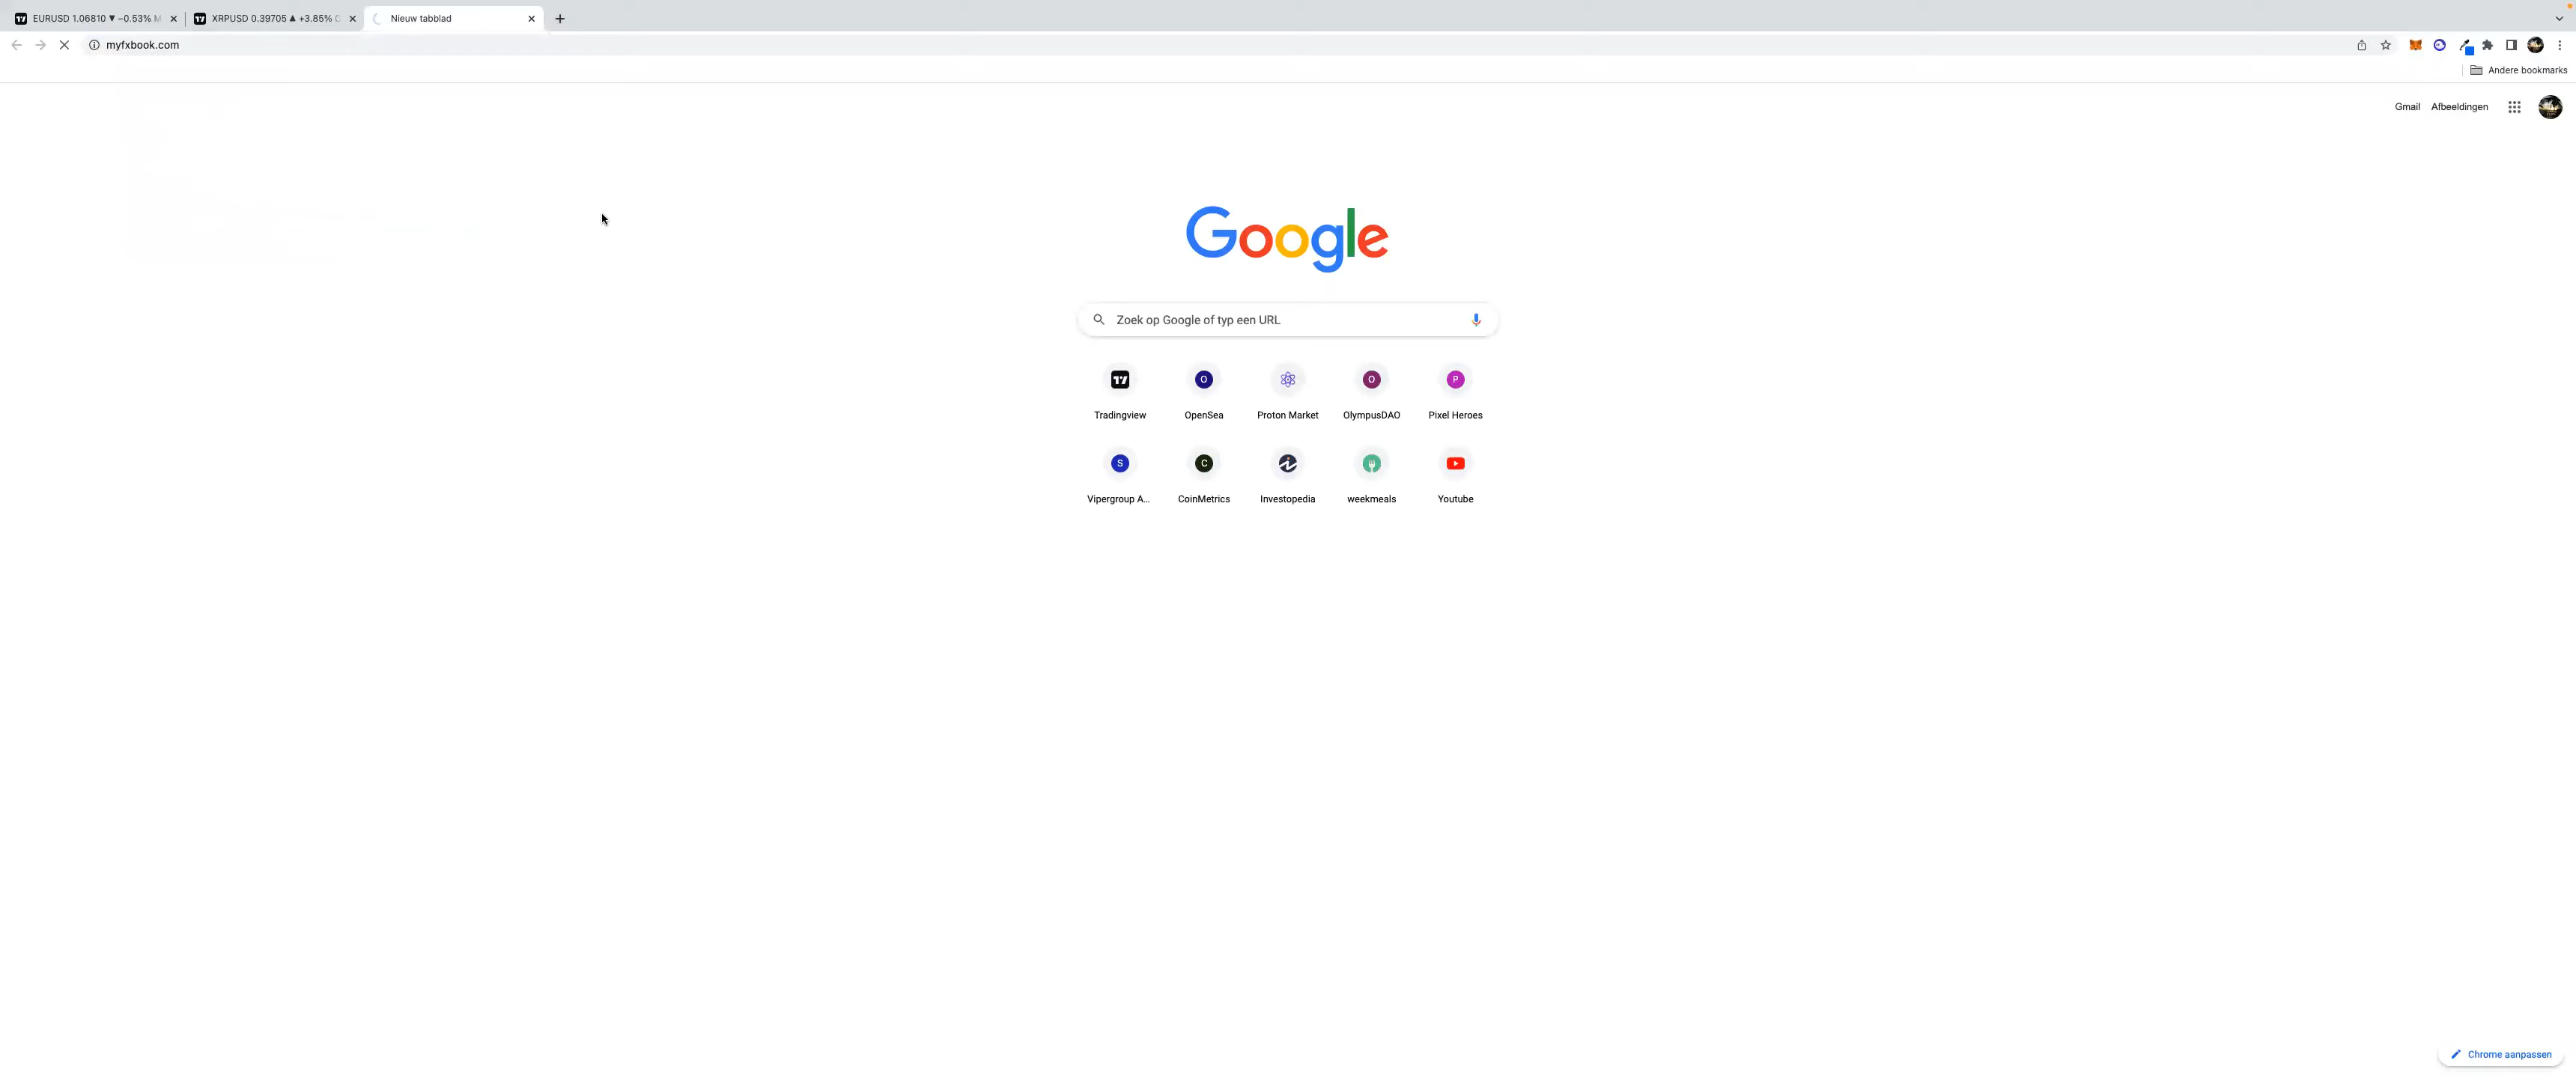 EURUSD 1.06810 ▼ −0.53% M
XRPUSD 0.39705 ▲ +3.85%
Nieuw tabblad
myfxbook.com
Andere bookmarks
Gmail Afbeeldingen
Google
Zoek op Google of typ een URL
Tradingview OpenSea Proton Market OlympusDAO Pixel Heroes
Vipergroup A... CoinMetrics Investopedia weekmeals Youtube
Chrome aanpassen